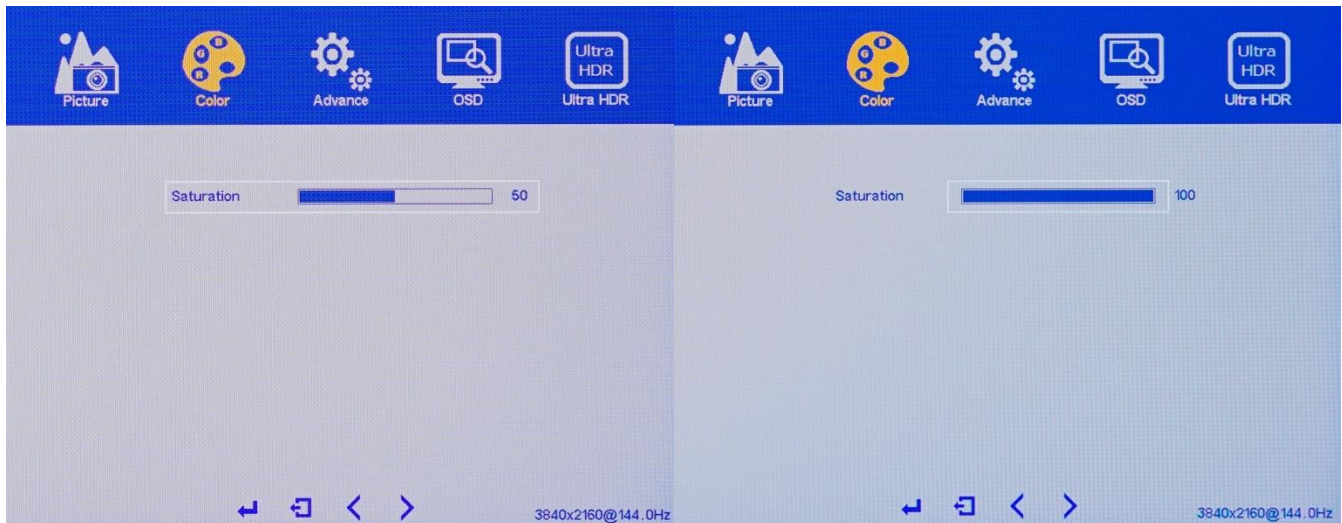 Ultra HDR
Picture Color Advance OSD Ultra HDR
B
G
R
Saturation 50
3840x2160@144.0Hz
Ultra HDR
Picture Color Advance OSD Ultra HDR
B
G
R
Saturation 100
3840x2160@144.0Hz